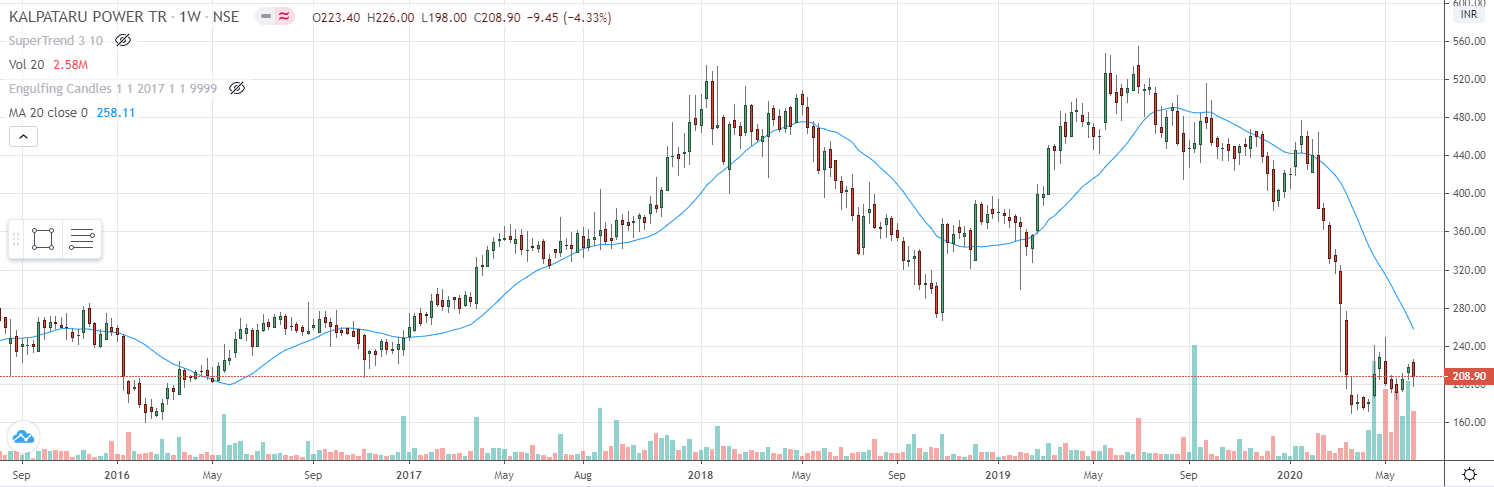 KALPATARU POWER TR · 1W · NSE O223.40 H226.00 L198.00 C208.90 −9.45 (−4.33%)
SuperTrend 3 10
Vol 20 2.58M
Engulfing Candles 1 1 2017 1 1 9999
MA 20 close 0 258.11
600.00
INR
560.00
520.00
480.00
440.00
400.00
360.00
320.00
280.00
240.00
208.90
200.00
160.00
Sep 2016 May Sep 2017 May Aug 2018 May Sep 2019 May Sep 2020 May